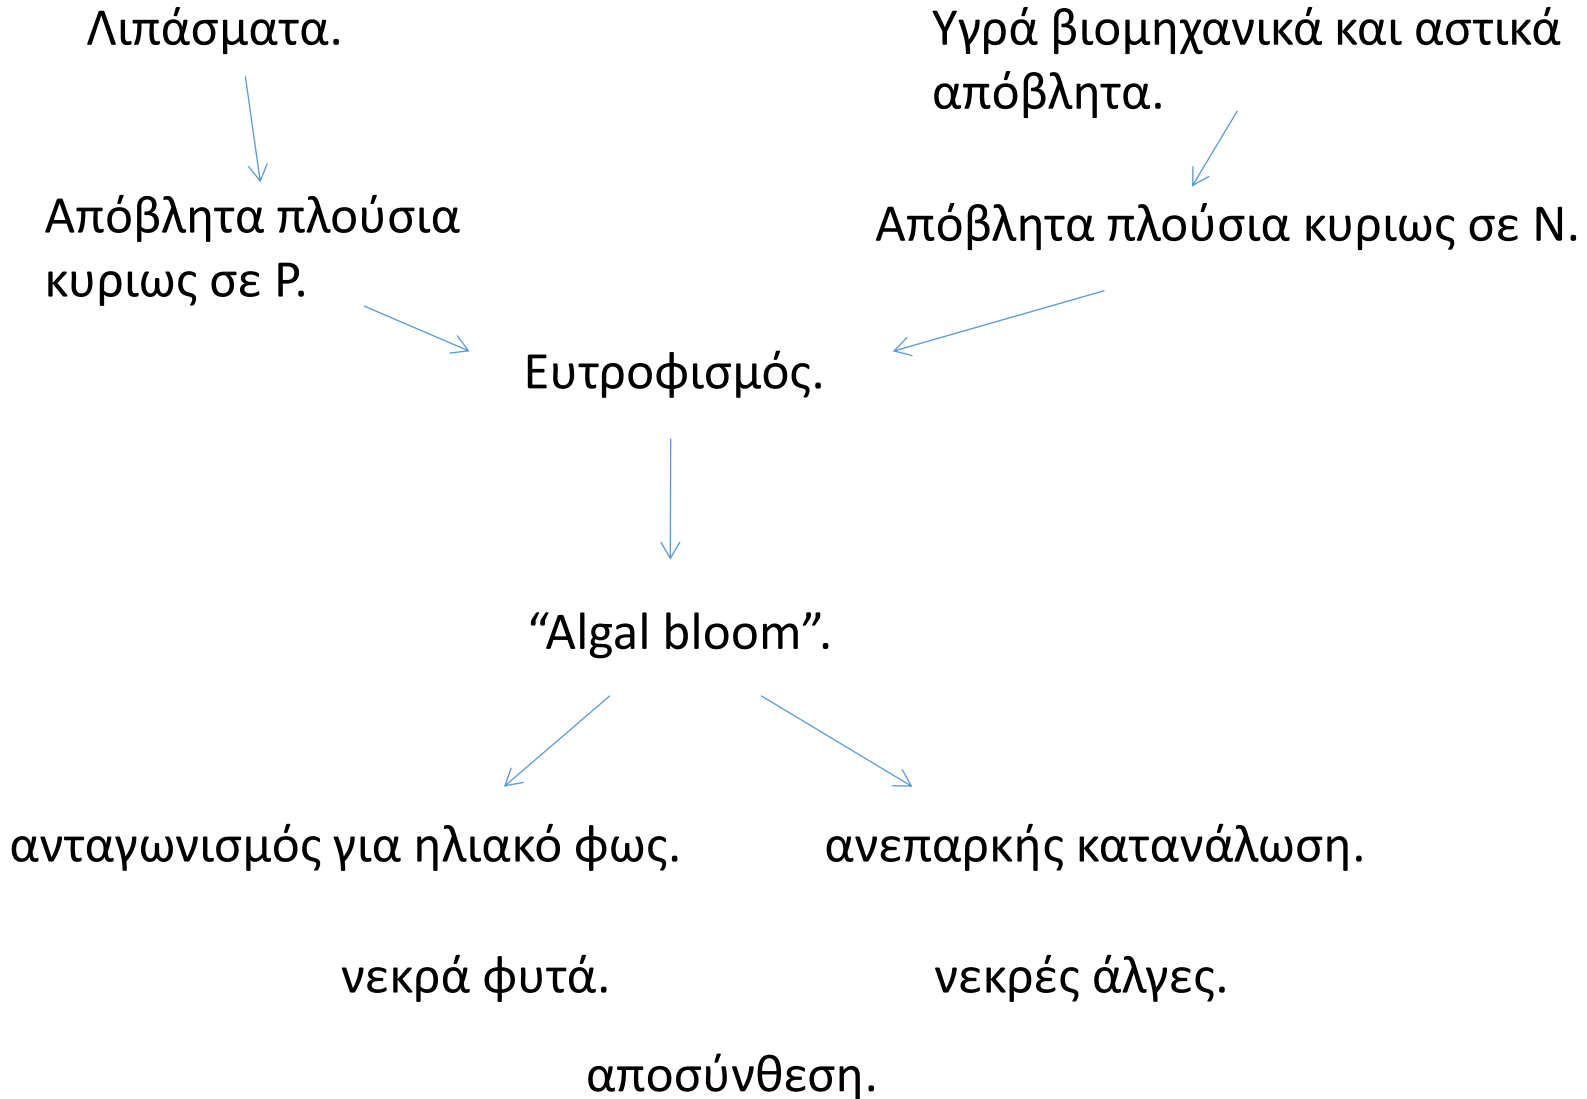 Λιπάσματα.
Υγρά βιομηχανικά και αστικά
απόβλητα.
Απόβλητα πλούσια
κυριως σε P.
Απόβλητα πλούσια κυριως σε N.
Ευτροφισμός.
“Algal bloom”.
ανταγωνισμός για ηλιακό φως.
ανεπαρκής κατανάλωση.
νεκρά φυτά.
νεκρές άλγες.
αποσύνθεση.